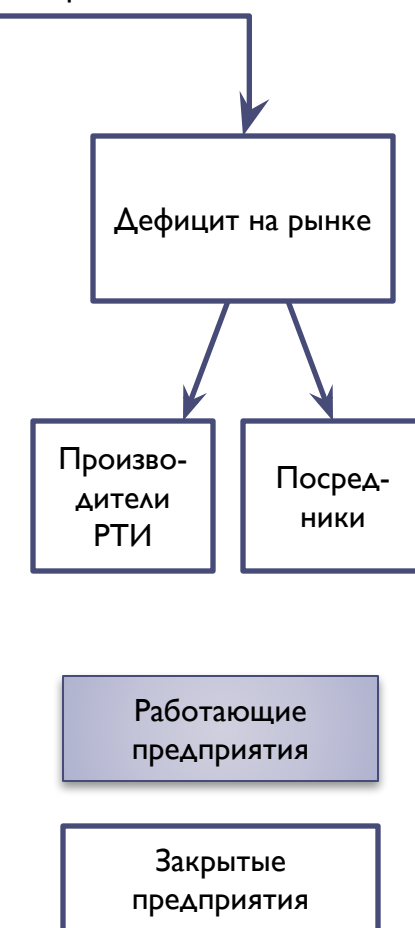 Дефицит на рынке
Произво-
дители
РТИ
Посред-
ники
Работающие
предприятия
Закрытые
предприятия